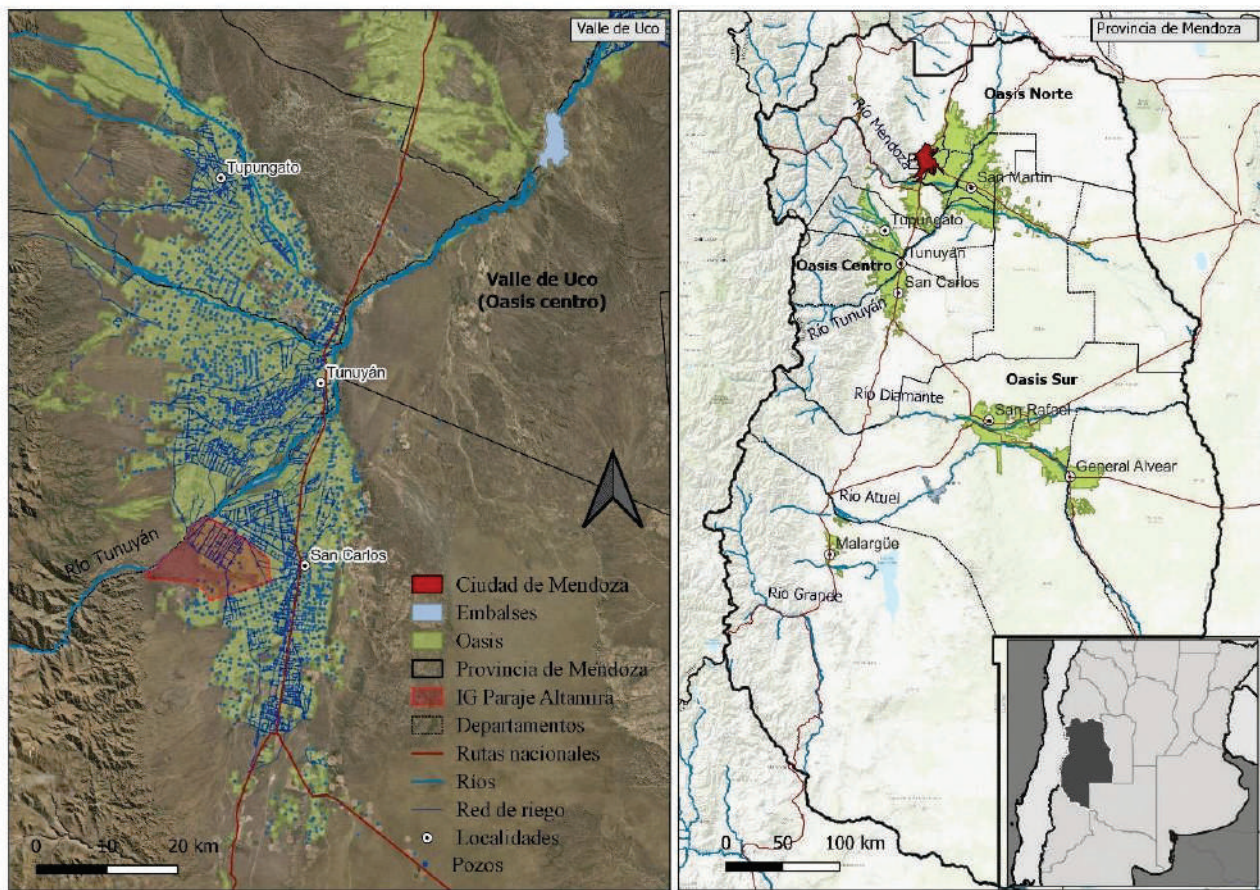 Valle de Uco
Tupungato
Valle de Uco
(Oasis centro)
Tunuyán
Río Tunuyán
San Carlos
Ciudad de Mendoza
Embalses
Oasis
Provincia de Mendoza
IG Paraje Altamira
Departamentos
Rutas nacionales
Ríos
Red de riego
Localidades
Pozos
0 10 20 km
Provincia de Mendoza
Oasis Norte
Río Mendoza
San Martín
Tupungato
Tunuyán
Oasis Centro
San Carlos
Río Tunuyán
Oasis Sur
Río Diamante
San Rafael
General Alvear
Río Atuel
Malargüe
Río Grande
0 50 100 km